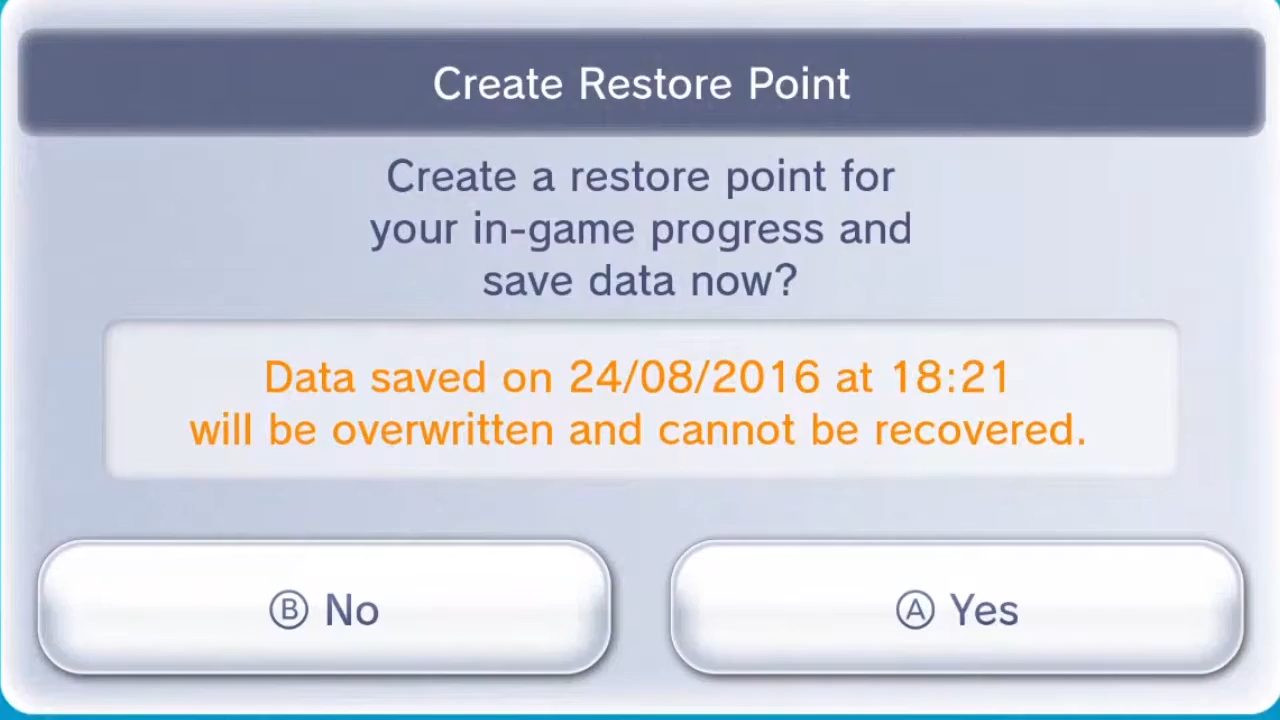 Create Restore Point
Create a restore point for
your in-game progress and
save data now?
Data saved on 24/08/2016 at 18:21
will be overwritten and cannot be recovered.
Ⓑ No
Ⓐ Yes